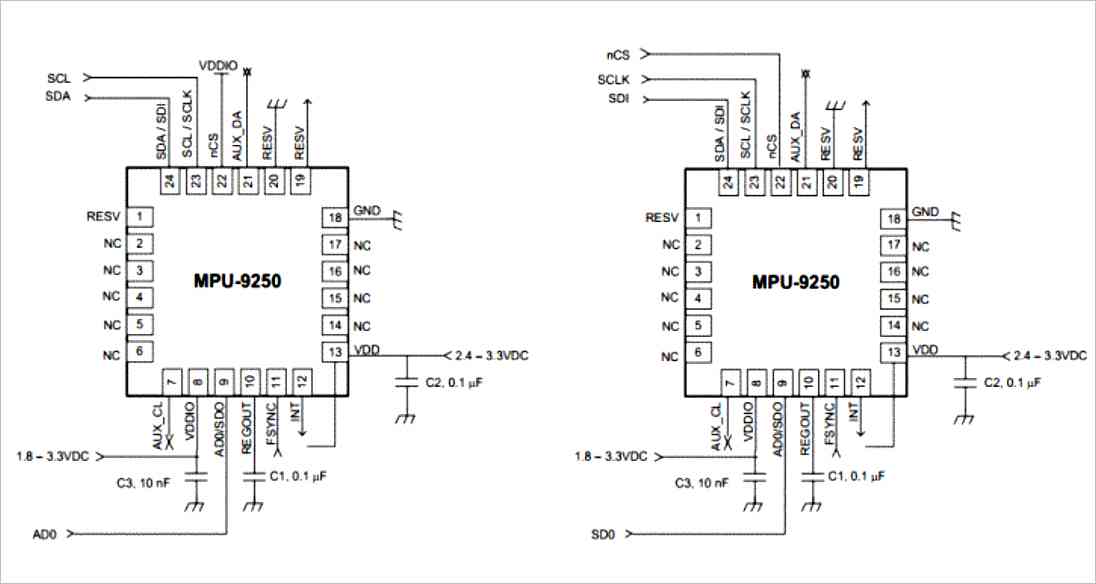 SCL
SDA
VDDIO
SDA / SDI
SCL / SCLK
nCS
AUX_DA
RESV
RESV
24 23 22 21 20 19
RESV 1
NC 2
NC 3
NC 4
NC 5
NC 6
MPU-9250
18 GND
17 NC
16 NC
15 NC
14 NC
13 VDD
2.4 – 3.3VDC
C2, 0.1 µF
7 8 9 10 11 12
AUX_CL
VDDIO
AD0/SDO
REGOUT
FSYNC
INT
1.8 – 3.3VDC
C3, 10 nF
C1, 0.1 µF
AD0
nCS
SCLK
SDI
SDA / SDI
SCL / SCLK
nCS
AUX_DA
RESV
RESV
24 23 22 21 20 19
RESV 1
NC 2
NC 3
NC 4
NC 5
NC 6
MPU-9250
18 GND
17 NC
16 NC
15 NC
14 NC
13 VDD
2.4 – 3.3VDC
C2, 0.1 µF
7 8 9 10 11 12
AUX_CL
VDDIO
AD0/SDO
REGOUT
FSYNC
INT
1.8 – 3.3VDC
C3, 10 nF
C1, 0.1 µF
SD0